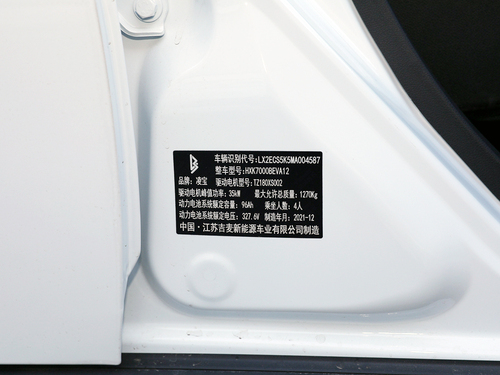 车辆识别代号:LX2ECS5K5MA004587
整车型号:HXK7000BEVA12
品牌:凌宝 驱动电机型号:TZ180XS002
驱动电机峰值功率:35kW 最大允许总质量:1270Kg
动力电池系统额定容量:96Ah 乘坐人数:4人
动力电池系统额定电压:327.6V 制造年月:2021-12
中国·江苏吉麦新能源车业有限公司制造